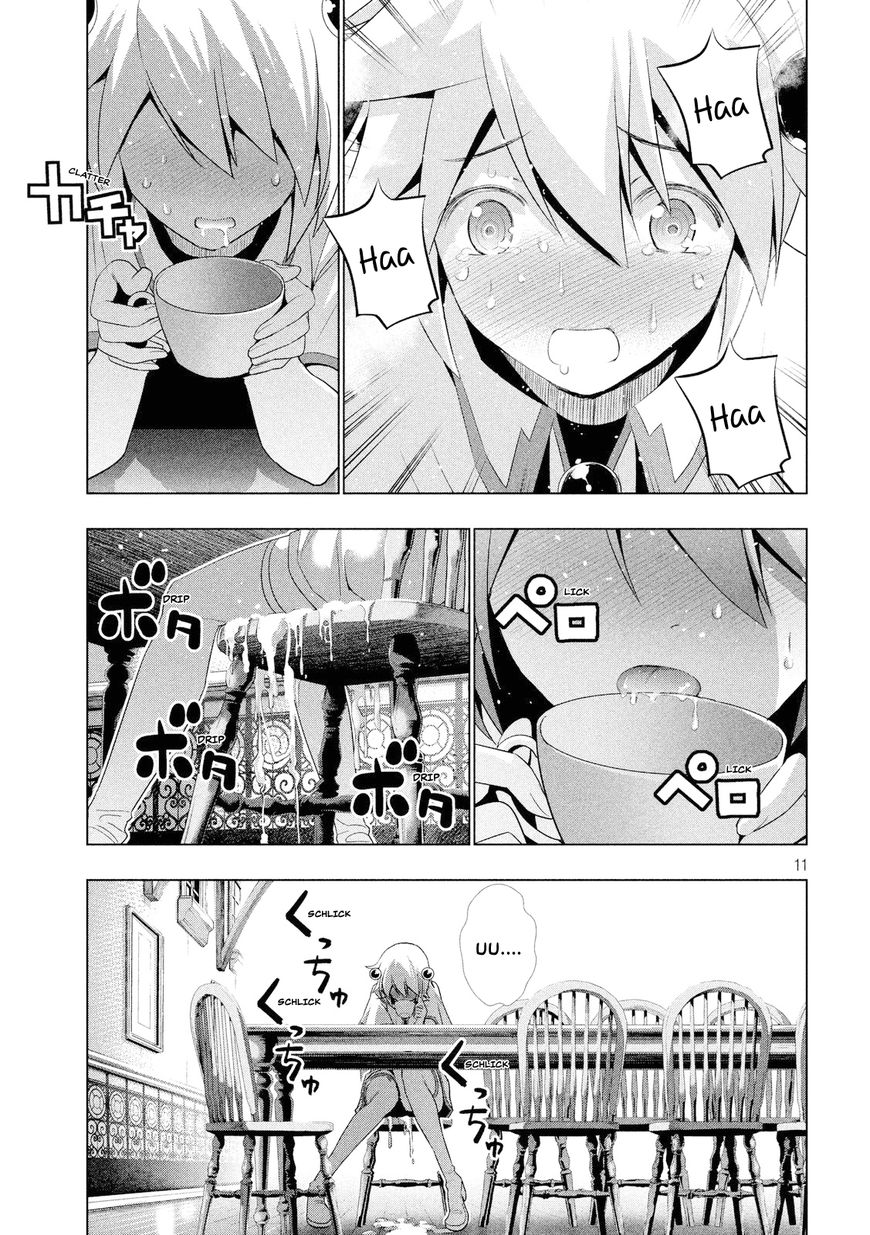 Haa
Haa
Haa
CLATTER
カチャ
LICK
ペロ
LICK
ペロ
DRIP
ボタ
DRIP
ボタ
DRIP
ボタ
11
UU....
SCHLICK
くっちゅ
SCHLICK
くっちゅ
SCHLICK
くっちゅ